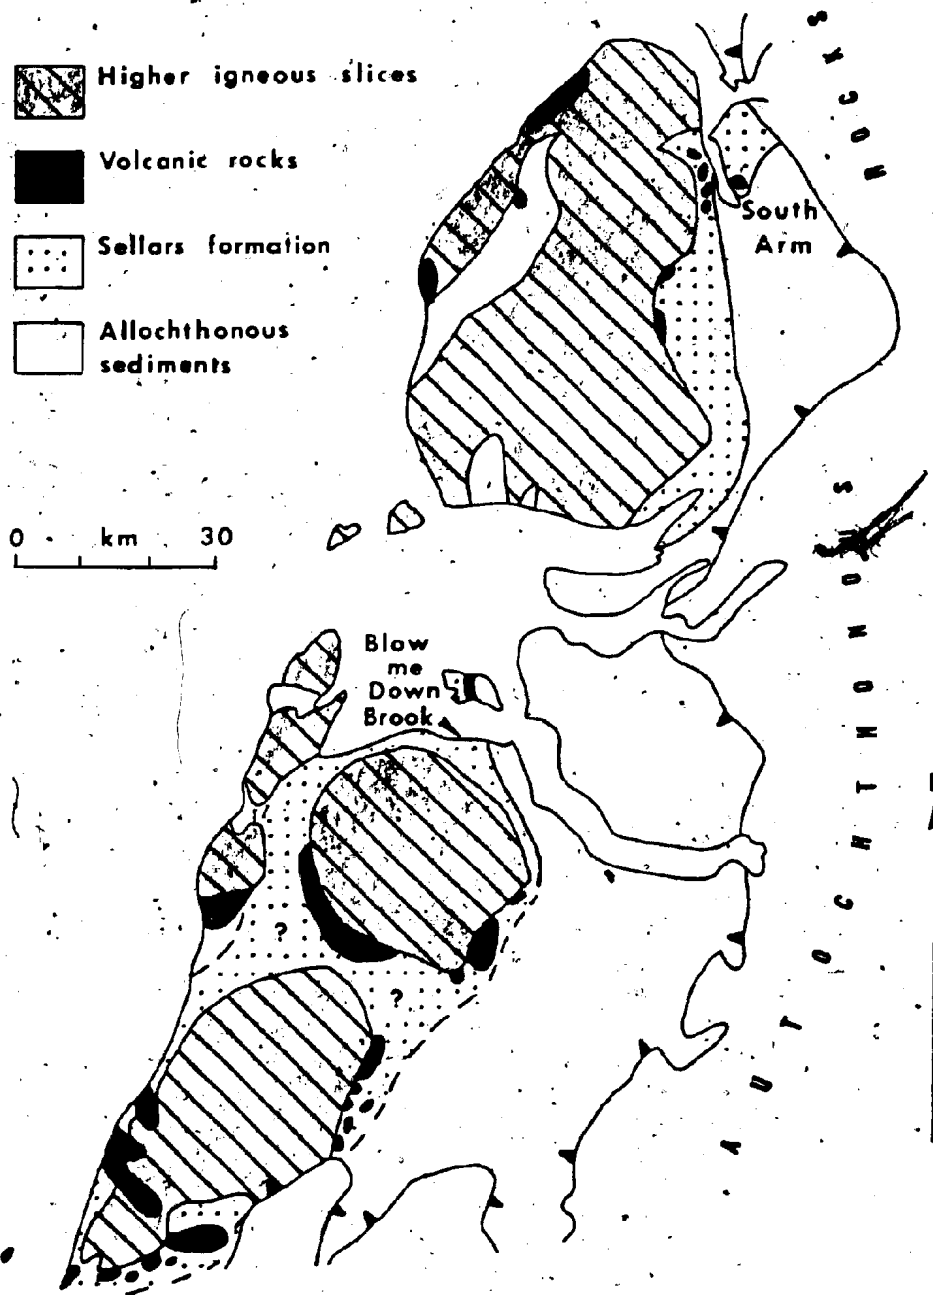 Higher igneous slices
Volcanic rocks
Sellars formation
Allochthonous
sediments
0 km 30
South
Arm
Blow
me
Down
Brook
?
?
AUTOCHTHONOUS ROCKS